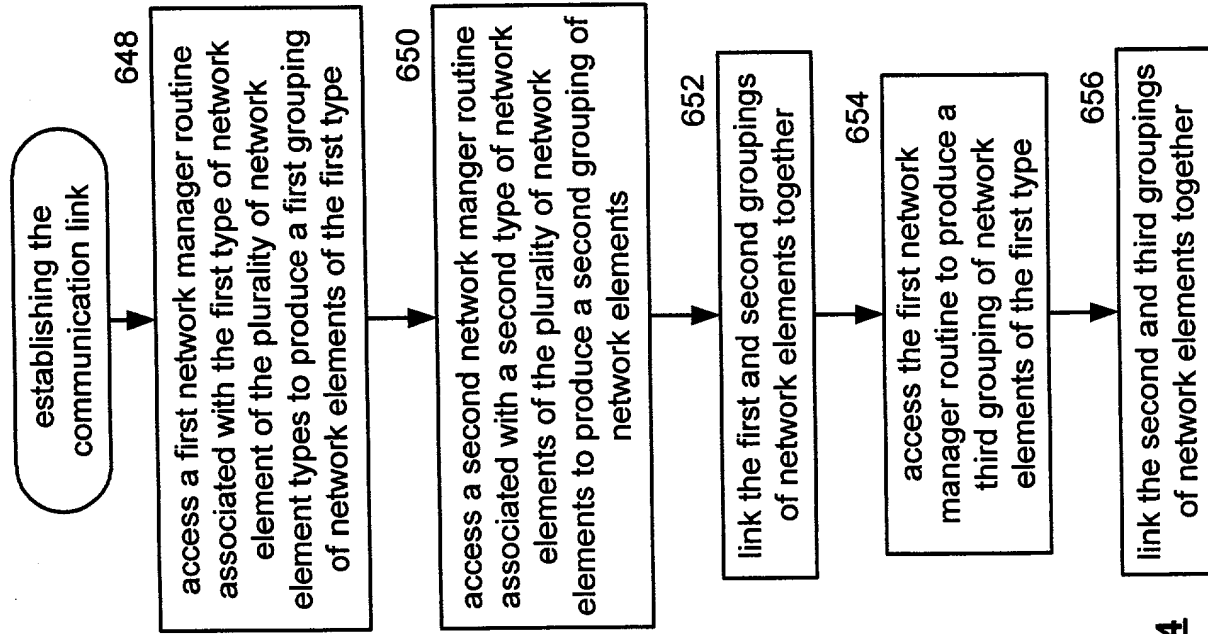 establishing the
communication link
648
access a first network manager routine
associated with the first type of network
element of the plurality of network
element types to produce a first grouping
of network elements of the first type
650
access a second network manger routine
associated with a second type of network
elements of the plurality of network
elements to produce a second grouping of
network elements
652
link the first and second groupings
of network elements together
654
access the first network
manager routine to produce a
third grouping of network
elements of the first type
656
link the second and third groupings
of network elements together
4